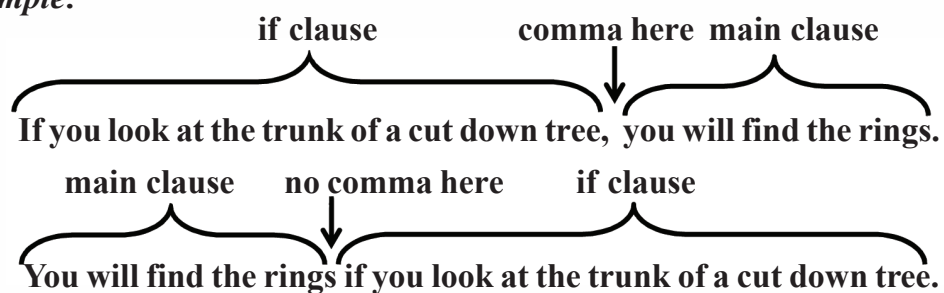 if clause comma here main clause
If you look at the trunk of a cut down tree, you will find the rings.
main clause no comma here if clause
You will find the rings if you look at the trunk of a cut down tree.